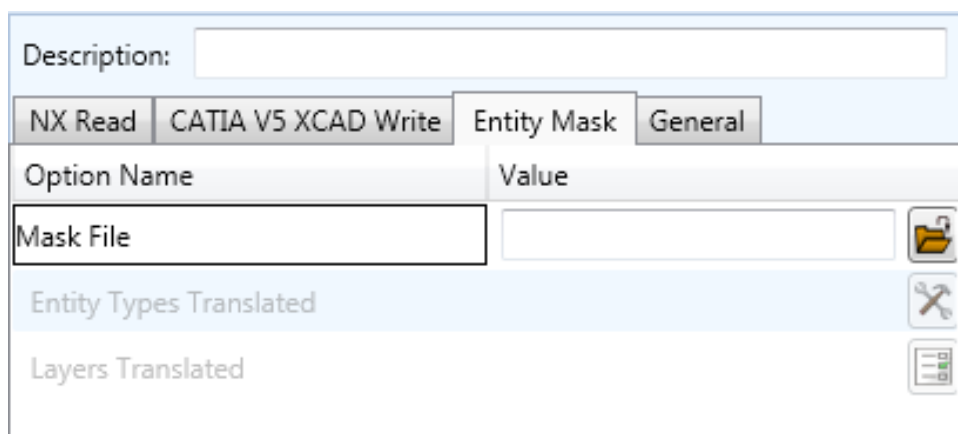 Description:
NX Read CATIA V5 XCAD Write Entity Mask General
Option Name Value
Mask File
Entity Types Translated
Layers Translated